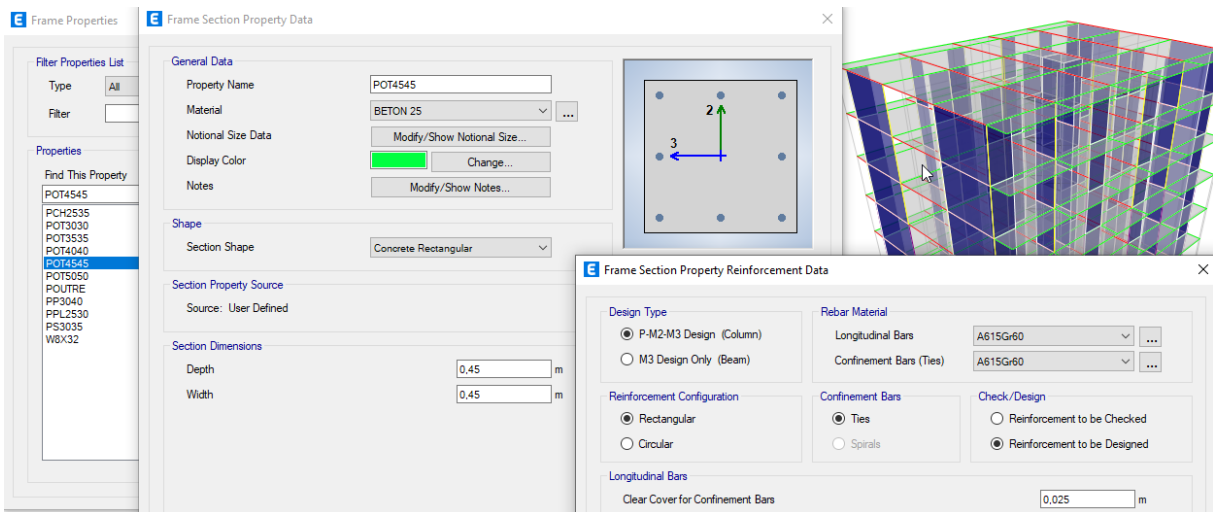 E Frame Properties
Filter Properties List
Type All
Filter
Properties
Find This Property
POT4545
PCH2535
POT3030
POT3535
POT4040
POT4545
POT5050
POUTRE
PP3040
PPL2530
PS3035
W8X32
E Frame Section Property Data
General Data
Property Name POT4545
Material BETON 25 ...
Notional Size Data Modify/Show Notional Size...
Display Color Change...
Notes Modify/Show Notes...
2
3
Shape
Section Shape Concrete Rectangular
Section Property Source
Source: User Defined
Section Dimensions
Depth 0,45 m
Width 0,45 m
E Frame Section Property Reinforcement Data
Design Type
P-M2-M3 Design (Column)
M3 Design Only (Beam)
Rebar Material
Longitudinal Bars A615Gr60 ...
Confinement Bars (Ties) A615Gr60 ...
Reinforcement Configuration
Rectangular
Circular
Confinement Bars
Ties
Spirals
Check/Design
Reinforcement to be Checked
Reinforcement to be Designed
Longitudinal Bars
Clear Cover for Confinement Bars 0,025 m